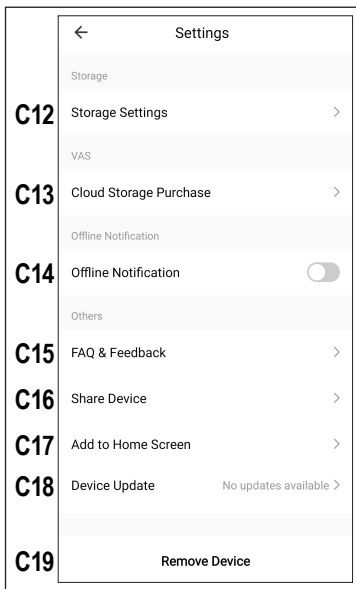 Settings
Storage
C12 Storage Settings
VAS
C13 Cloud Storage Purchase
Offline Notification
C14 Offline Notification
Others
C15 FAQ & Feedback
C16 Share Device
C17 Add to Home Screen
C18 Device Update No updates available
C19 Remove Device